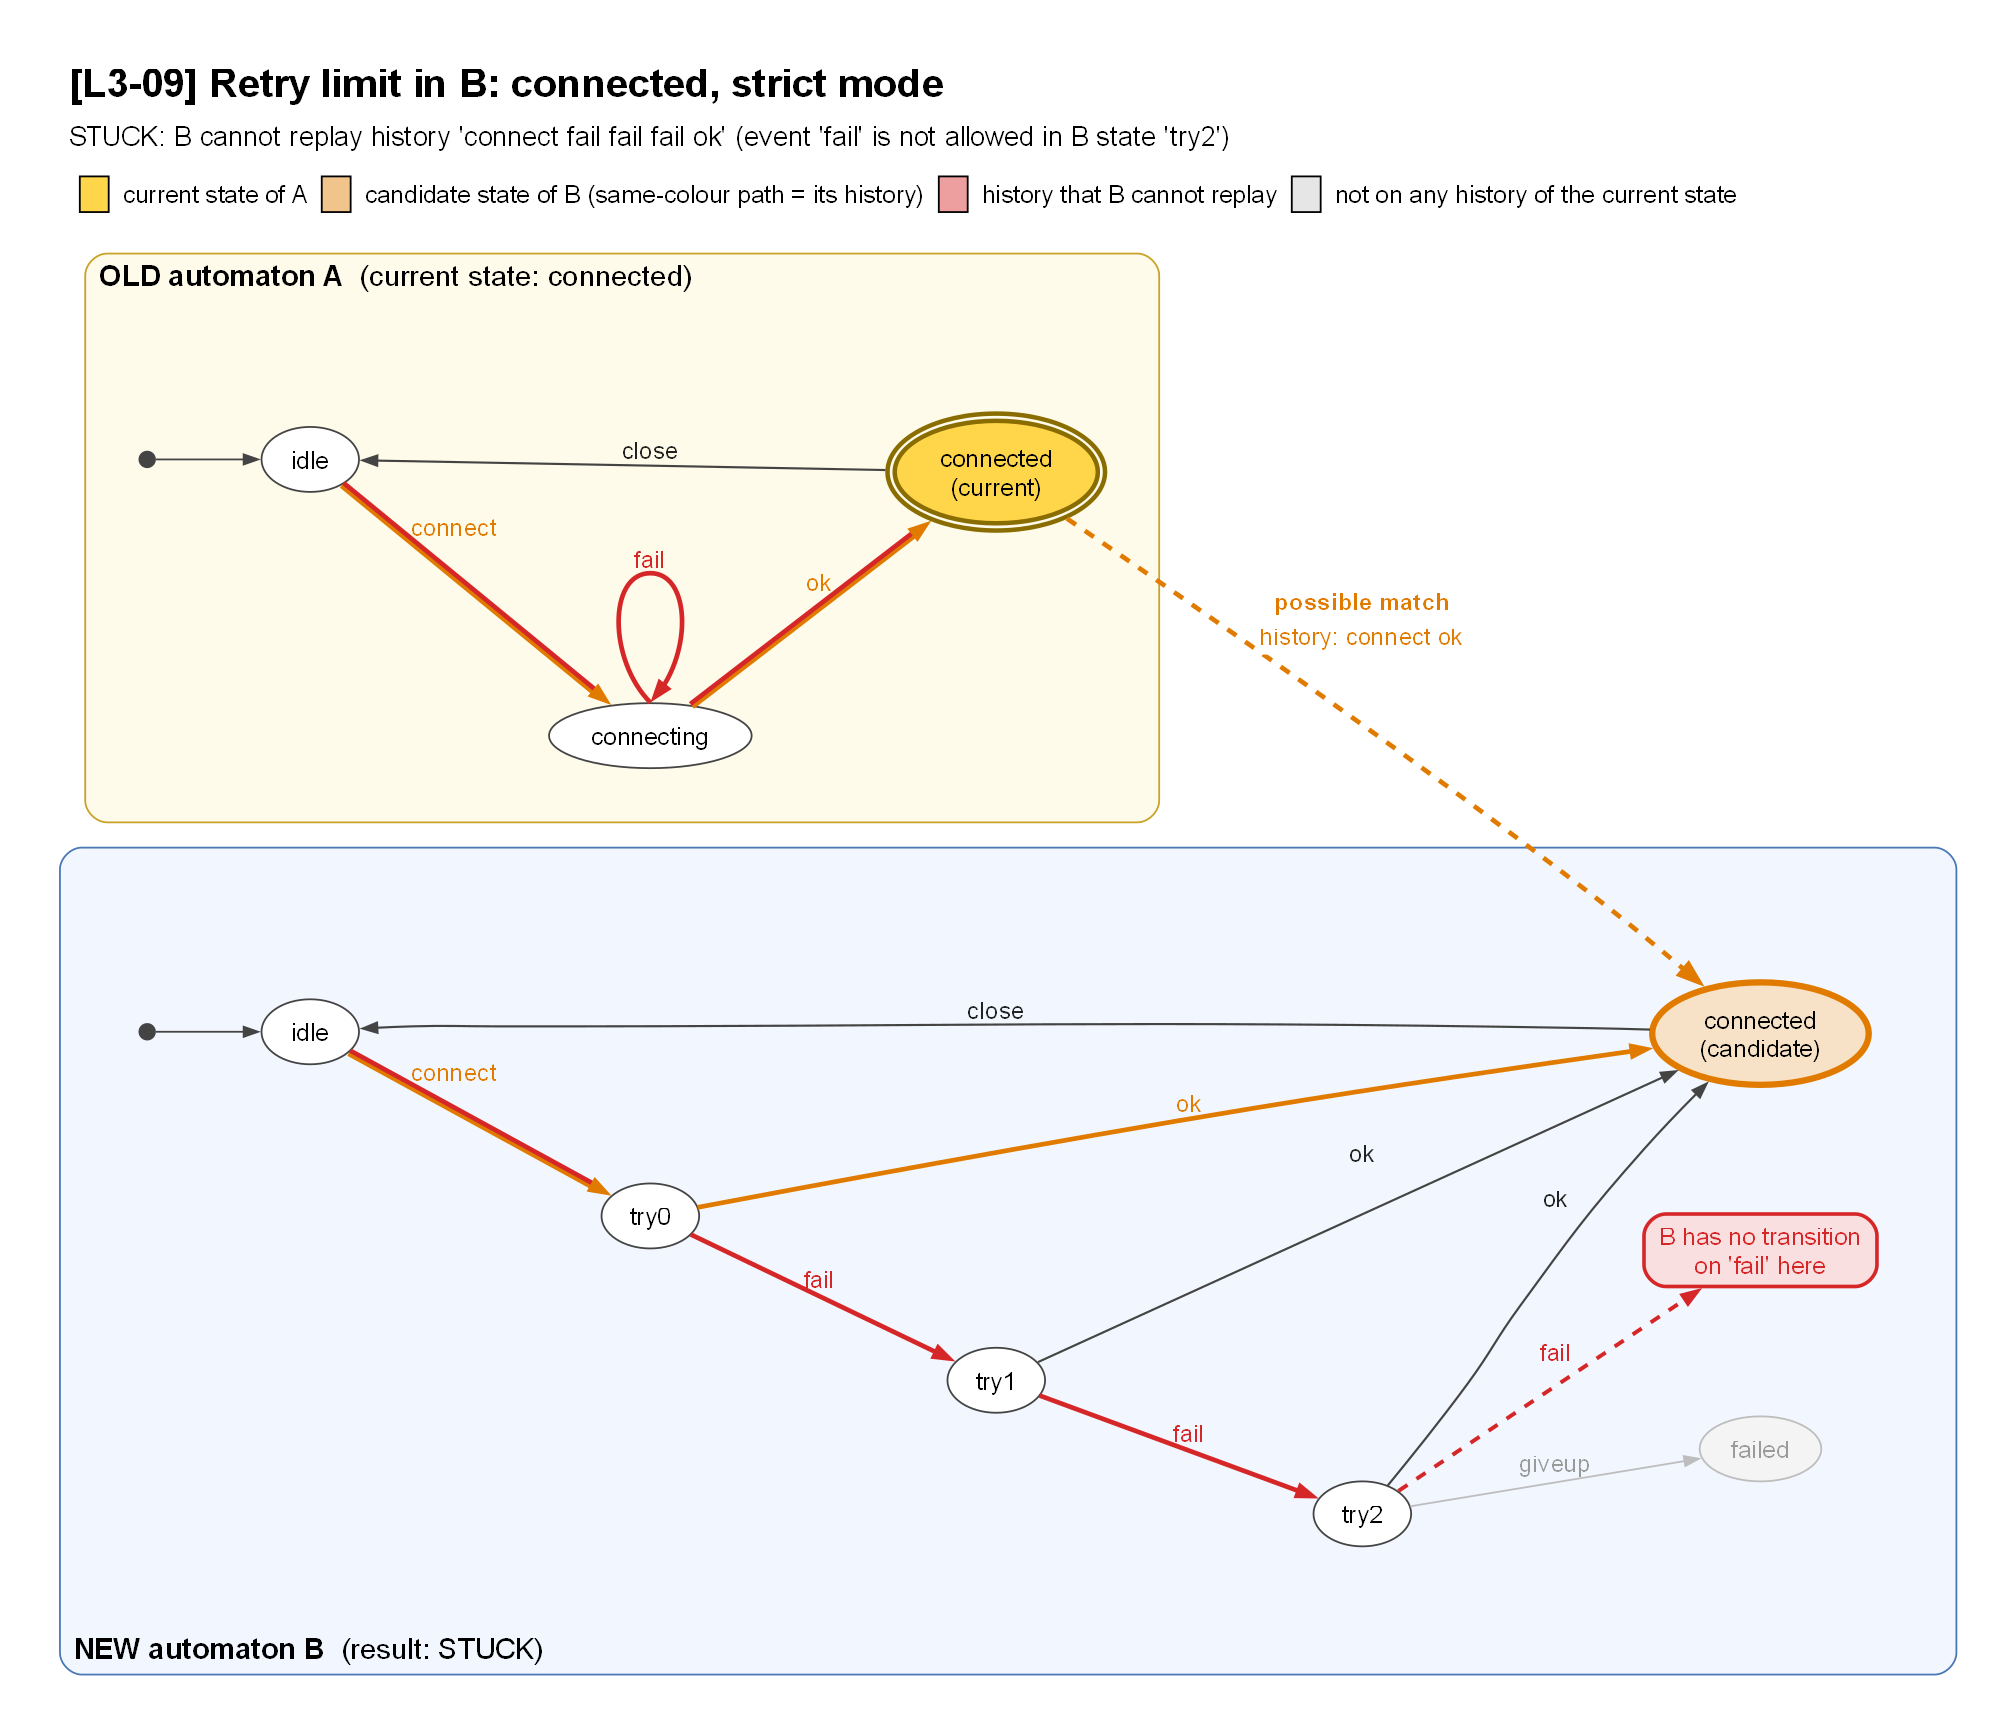 [L3-09] Retry limit in B: connected, strict mode
STUCK: B cannot replay history 'connect fail fail fail ok' (event 'fail' is not allowed in B state 'try2')
current state of A
candidate state of B (same-colour path = its history)
history that B cannot replay
not on any history of the current state
OLD automaton A (current state: connected)
idle
close
connected
(current)
connect
fail
ok
connecting
possible match
history: connect ok
idle
close
connected
(candidate)
connect
ok
ok
ok
try0
fail
B has no transition
on 'fail' here
fail
try1
fail
giveup
failed
try2
NEW automaton B (result: STUCK)